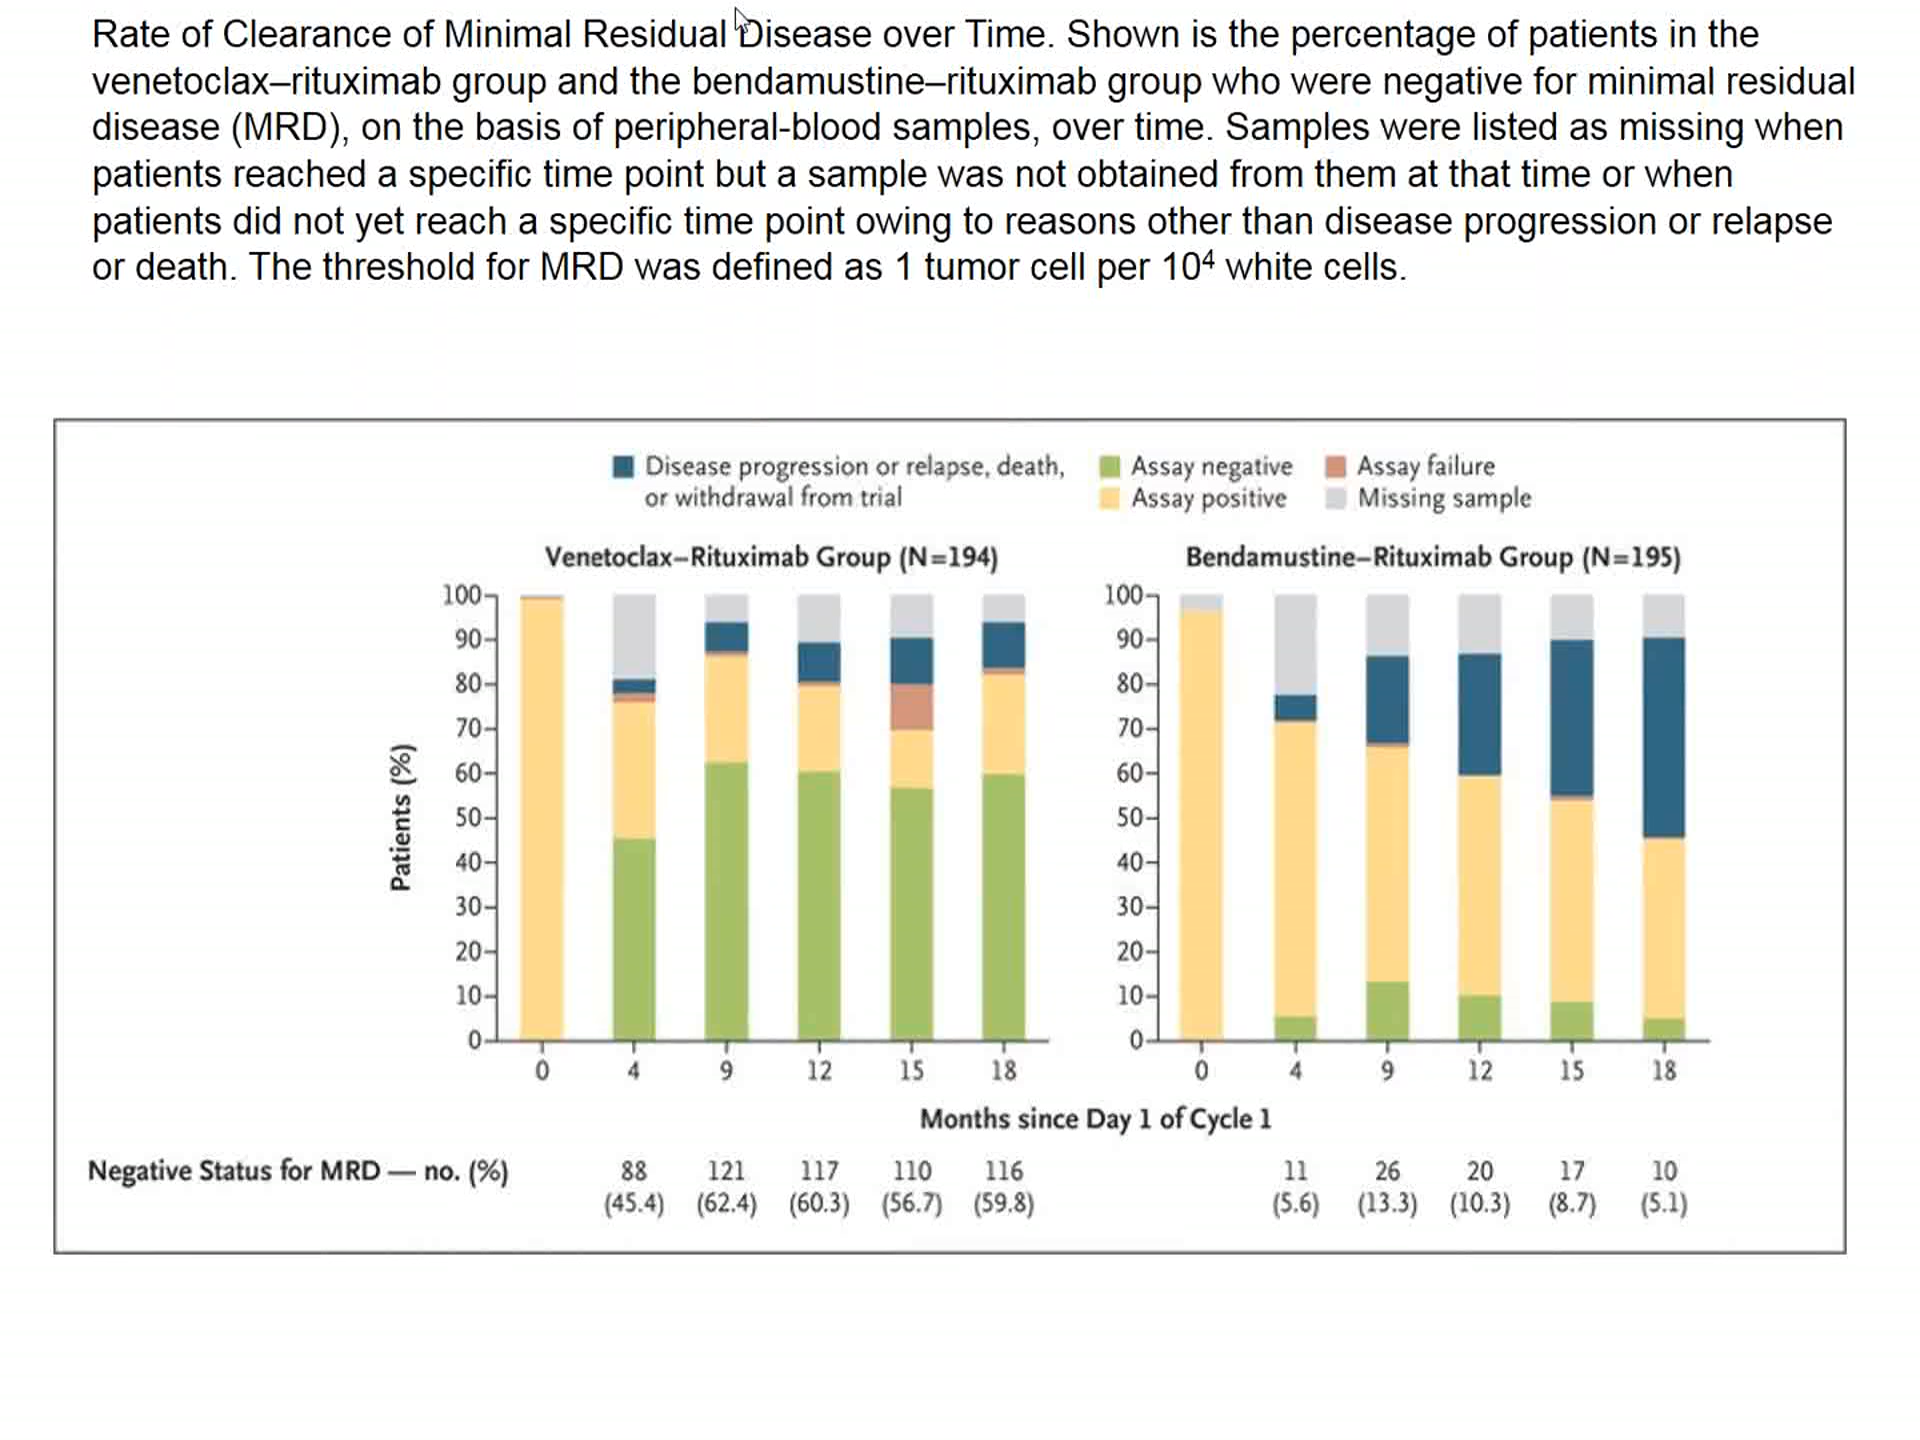 Rate of Clearance of Minimal Residual Disease over Time. Shown is the percentage of patients in the
venetoclax–rituximab group and the bendamustine–rituximab group who were negative for minimal residual
disease (MRD), on the basis of peripheral-blood samples, over time. Samples were listed as missing when
patients reached a specific time point but a sample was not obtained from them at that time or when
patients did not yet reach a specific time point owing to reasons other than disease progression or relapse
or death. The threshold for MRD was defined as 1 tumor cell per 10⁴ white cells.
Disease progression or relapse, death, Assay negative Assay failure
or withdrawal from trial Assay positive Missing sample
Venetoclax–Rituximab Group (N=194) Bendamustine–Rituximab Group (N=195)
100 100
90 90
80 80
70 70
60 60
50 50
40 40
30 30
20 20
10 10
0 0
Patients (%)
0 4 9 12 15 18 0 4 9 12 15 18
Months since Day 1 of Cycle 1
Negative Status for MRD — no. (%) 88 121 117 110 116 11 26 20 17 10
(45.4) (62.4) (60.3) (56.7) (59.8) (5.6) (13.3) (10.3) (8.7) (5.1)